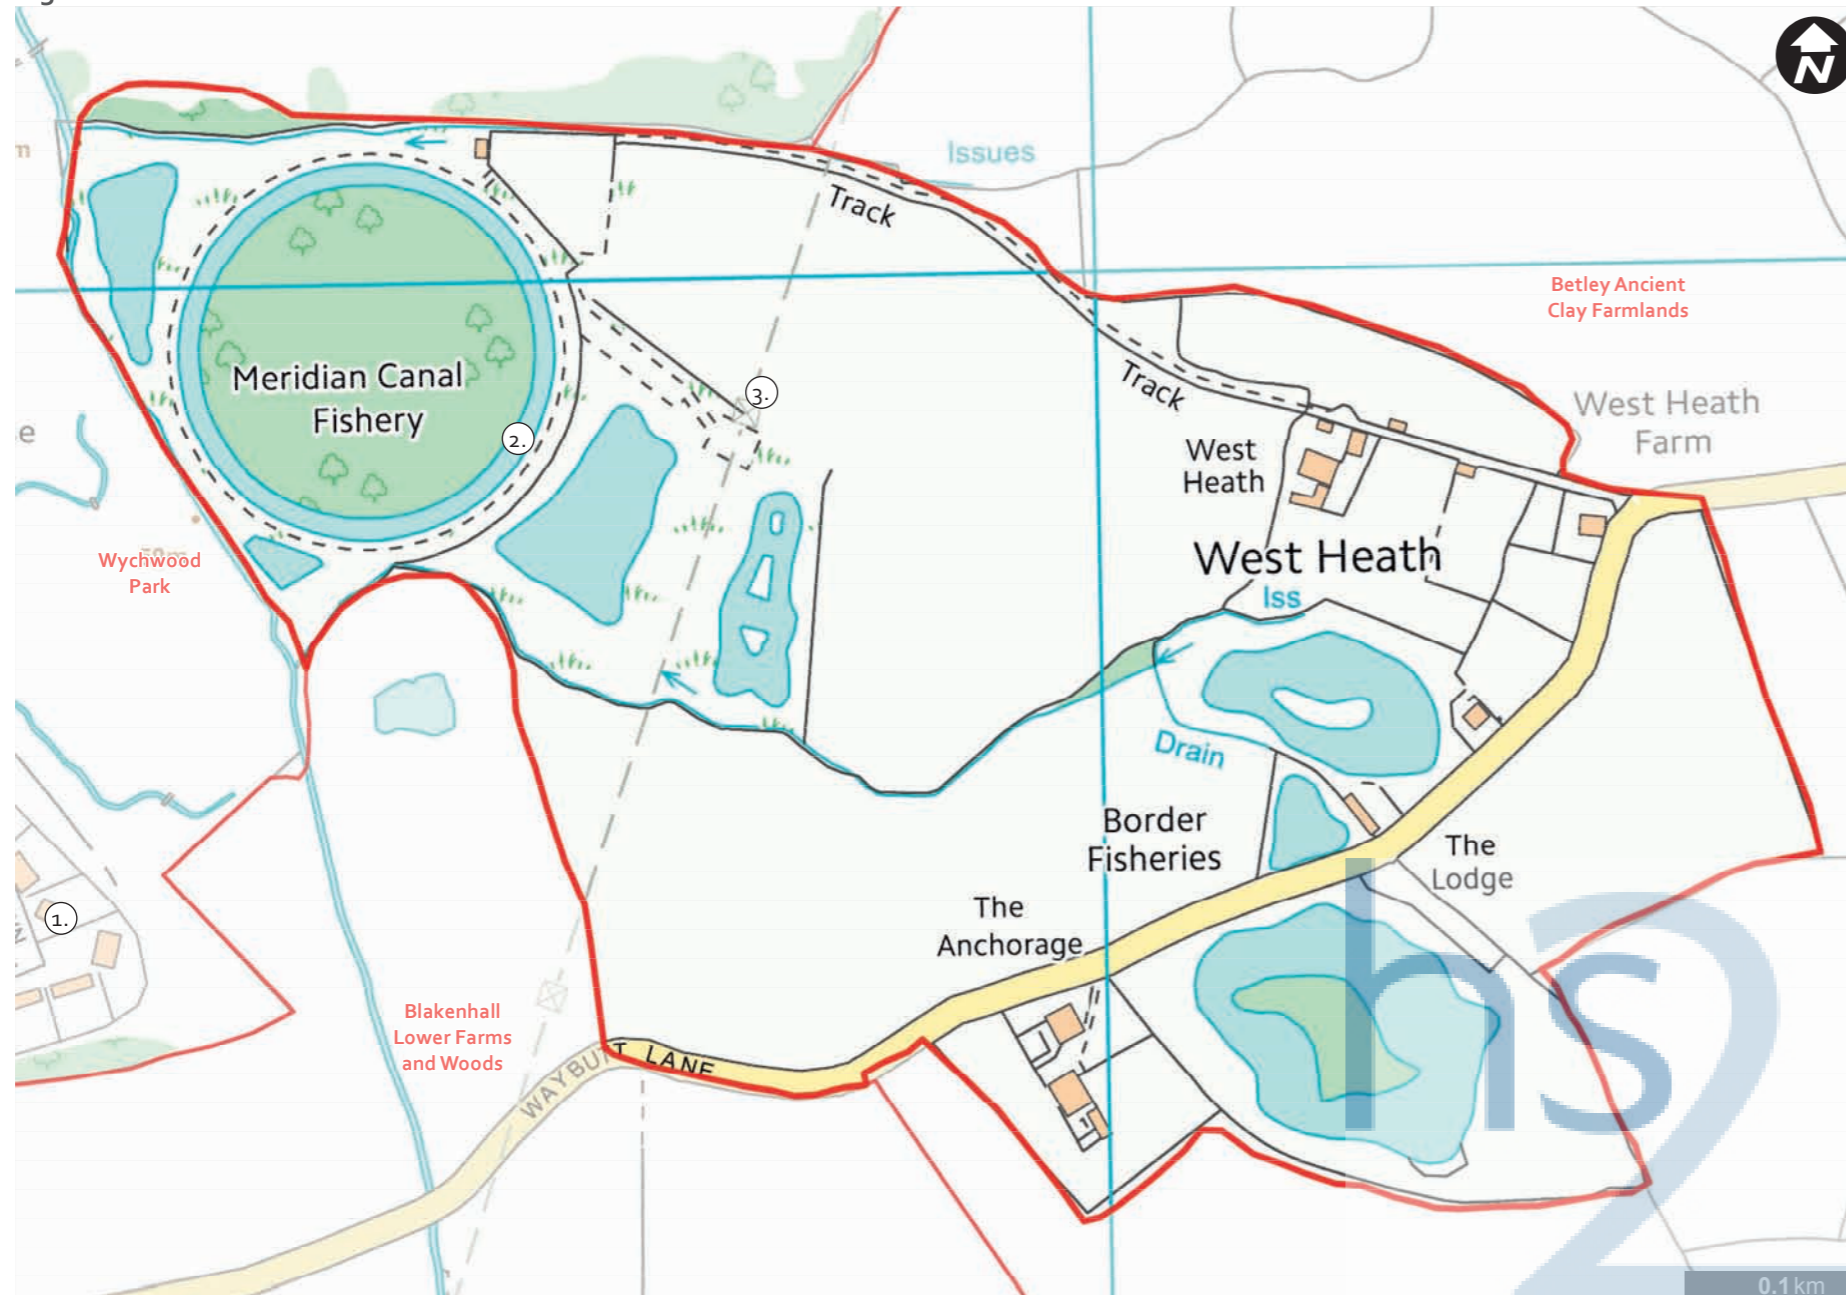 N
Issues
Track
Betley Ancient
Clay Farmlands
Meridian Canal
Fishery
3.
Track
West Heath
Farm
2.
West
Heath
Wychwood
Park
West Heath
Iss
Drain
Border
Fisheries
The
Lodge
1.
The
Anchorage
Blakenhall
Lower Farms
and Woods
WAYBUTT LANE
hs2
0.1km